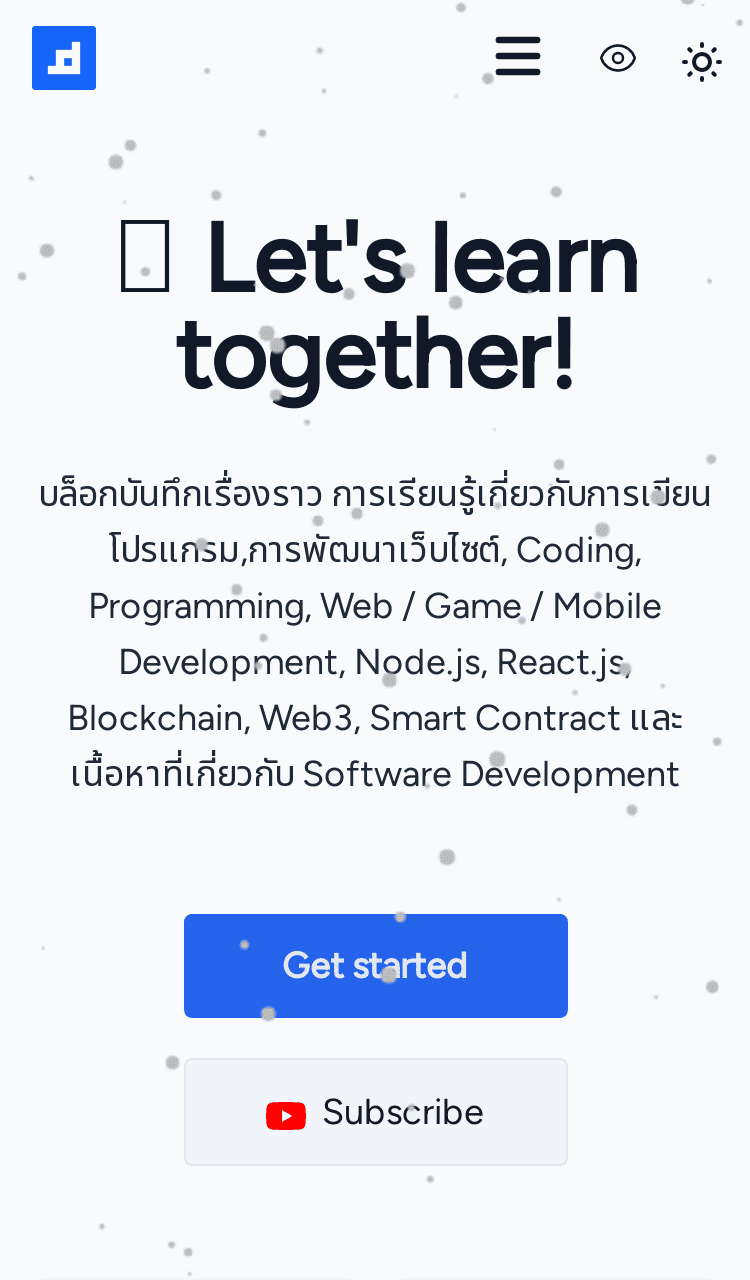 Let's learn
together!
บล็อกบันทึกเรื่องราว การเรียนรู้เกี่ยวกับการเขียน
โปรแกรม,การพัฒนาเว็บไซต์, Coding,
Programming, Web / Game / Mobile
Development, Node.js, React.js,
Blockchain, Web3, Smart Contract และ
เนื้อหาที่เกี่ยวกับ Software Development
Get started
Subscribe